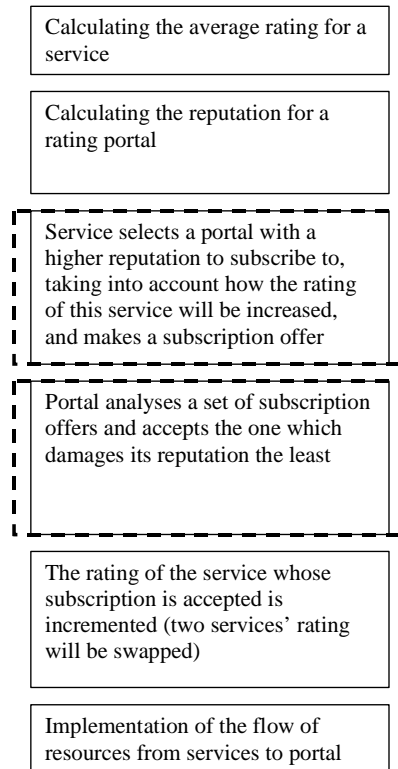 Calculating the average rating for a
service
Calculating the reputation for a
rating portal
Service selects a portal with a
higher reputation to subscribe to,
taking into account how the rating
of this service will be increased,
and makes a subscription offer
Portal analyses a set of subscription
offers and accepts the one which
damages its reputation the least
The rating of the service whose
subscription is accepted is
incremented (two services’ rating
will be swapped)
Implementation of the flow of
resources from services to portal